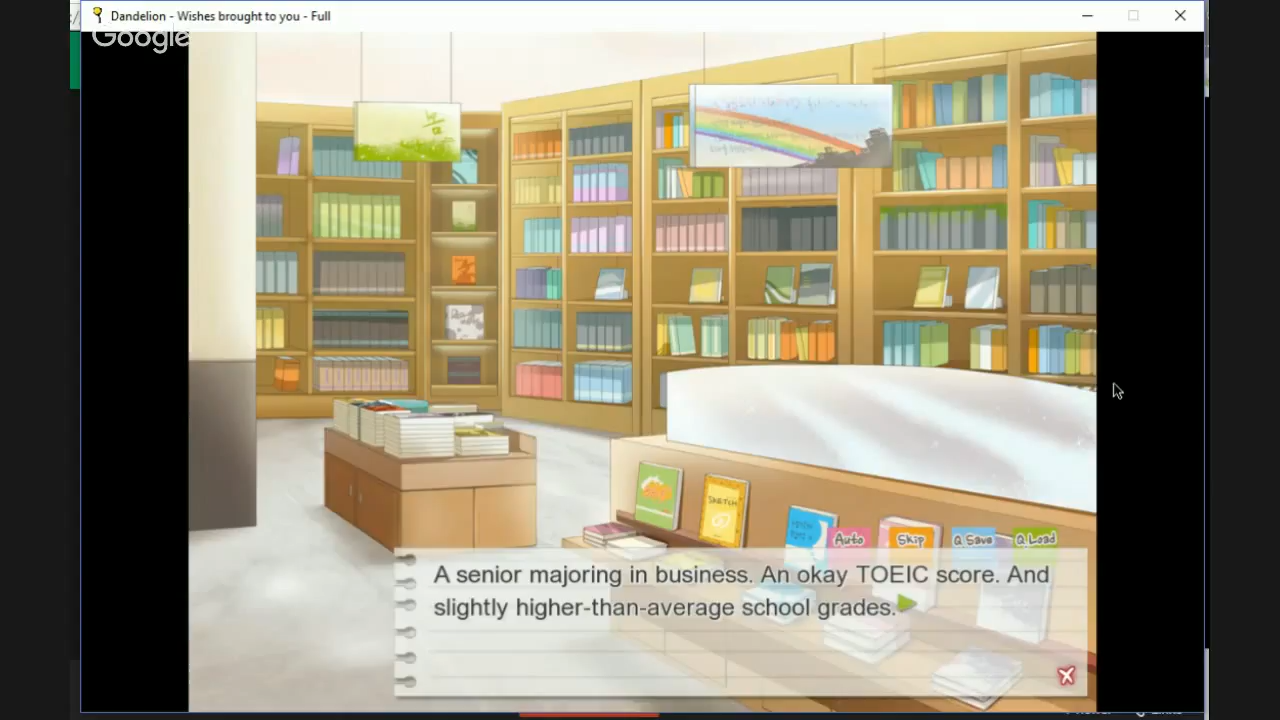 Dandelion - Wishes brought to you - Full
Google
봄
SKETCH
Auto
Skip
Q.Save
Q.Load
A senior majoring in business. An okay TOEIC score. And
slightly higher-than-average school grades.